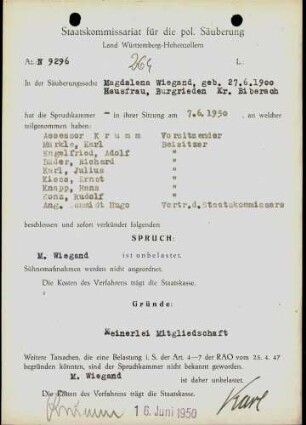 Staatskommissariat für die pol. Säuberung
Land Württemberg-Hohenzollern
Az. N 9296
264
L.
In der Säuberungssache Magdalena Wiegand, geb. 27.6.1900
Hausfrau, Burgrieden Kr. Biberach
hat die Spruchkammer – in ihrer Sitzung am 7.6.1950, an welcher
teilgenommen haben:
Assessor Krumm Vorsitzender
Markle, Karl Beisitzer
Engelfried, Adolf "
Richard "
Karl, Julius "
Ernst "
Knapp, Hans "
Rudolf "
Ang. Hugo Vertr.d.Staatskommissars
beschlossen und sofort verkündet folgenden
SPRUCH:
M. Wiegand ist unbelastet.
Sühnemaßnahmen werden nicht angeordnet.
Die Kosten des Verfahrens trägt die Staatskasse.
Gründe:
Keinerlei Mitgliedschaft
Weitere Tatsachen, die eine Belastung i. S. der Art. 4–7 der RAO vom 25. 4. 47
begründen könnten, sind der Spruchkammer nicht bekannt geworden.
M. Wiegand ist daher unbelastet.
Die Kosten des Verfahrens trägt die Staatskasse.
16 Juni 1950
Karl